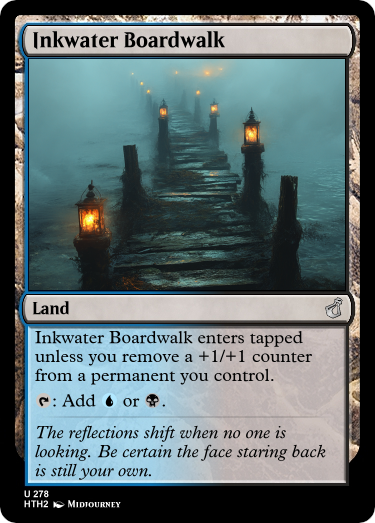 Inkwater Boardwalk
Land
Inkwater Boardwalk enters tapped
unless you remove a +1/+1 counter
from a permanent you control.
: Add or .
The reflections shift when no one is
looking. Be certain the face staring back
is still your own.
U 278
HTH2 Midjourney